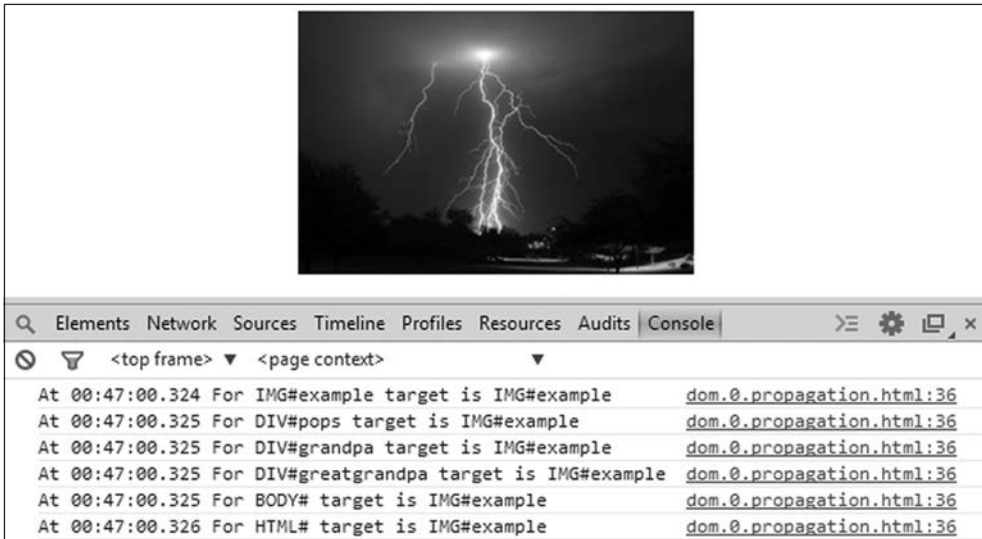 Elements Network Sources Timeline Profiles Resources Audits Console
<top frame> ▼ <page context> ▼
At 00:47:00.324 For IMG#example target is IMG#example dom.0.propagation.html:36
At 00:47:00.325 For DIV#pops target is IMG#example dom.0.propagation.html:36
At 00:47:00.325 For DIV#grandpa target is IMG#example dom.0.propagation.html:36
At 00:47:00.325 For DIV#greatgrandpa target is IMG#example dom.0.propagation.html:36
At 00:47:00.325 For BODY# target is IMG#example dom.0.propagation.html:36
At 00:47:00.326 For HTML# target is IMG#example dom.0.propagation.html:36